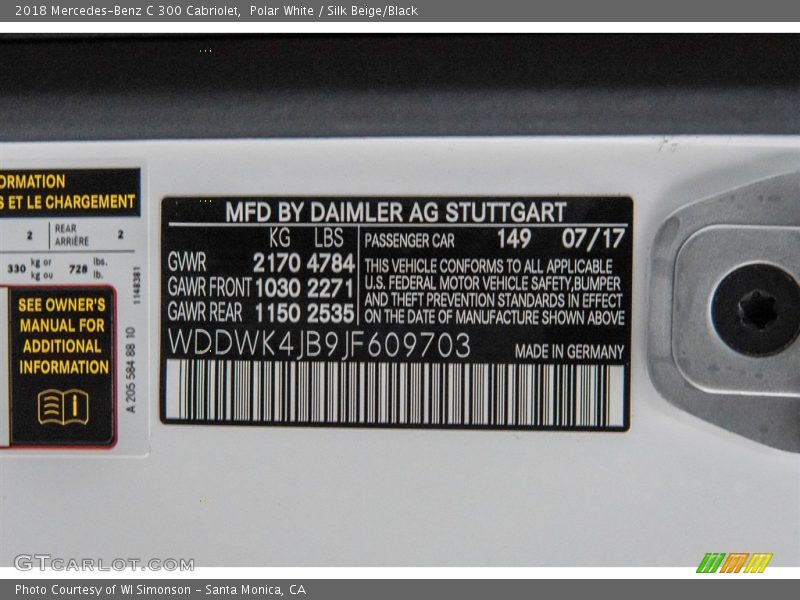 2018 Mercedes-Benz C 300 Cabriolet, Polar White / Silk Beige/Black
ORMATION
S ET LE CHARGEMENT
2 REAR ARRIÈRE 2
330 kg or kg ou 728 lbs. lb.
SEE OWNER'S
MANUAL FOR
ADDITIONAL
INFORMATION
A 205 584 88 10
1148381
MFD BY DAIMLER AG STUTTGART
KG LBS
GWR 2170 4784
GAWR FRONT 1030 2271
GAWR REAR 1150 2535
PASSENGER CAR 149 07/17
THIS VEHICLE CONFORMS TO ALL APPLICABLE
U.S. FEDERAL MOTOR VEHICLE SAFETY,BUMPER
AND THEFT PREVENTION STANDARDS IN EFFECT
ON THE DATE OF MANUFACTURE SHOWN ABOVE
WDDWK4JB9JF609703
MADE IN GERMANY
GTCarLot.com
Photo Courtesy of WI Simonson - Santa Monica, CA